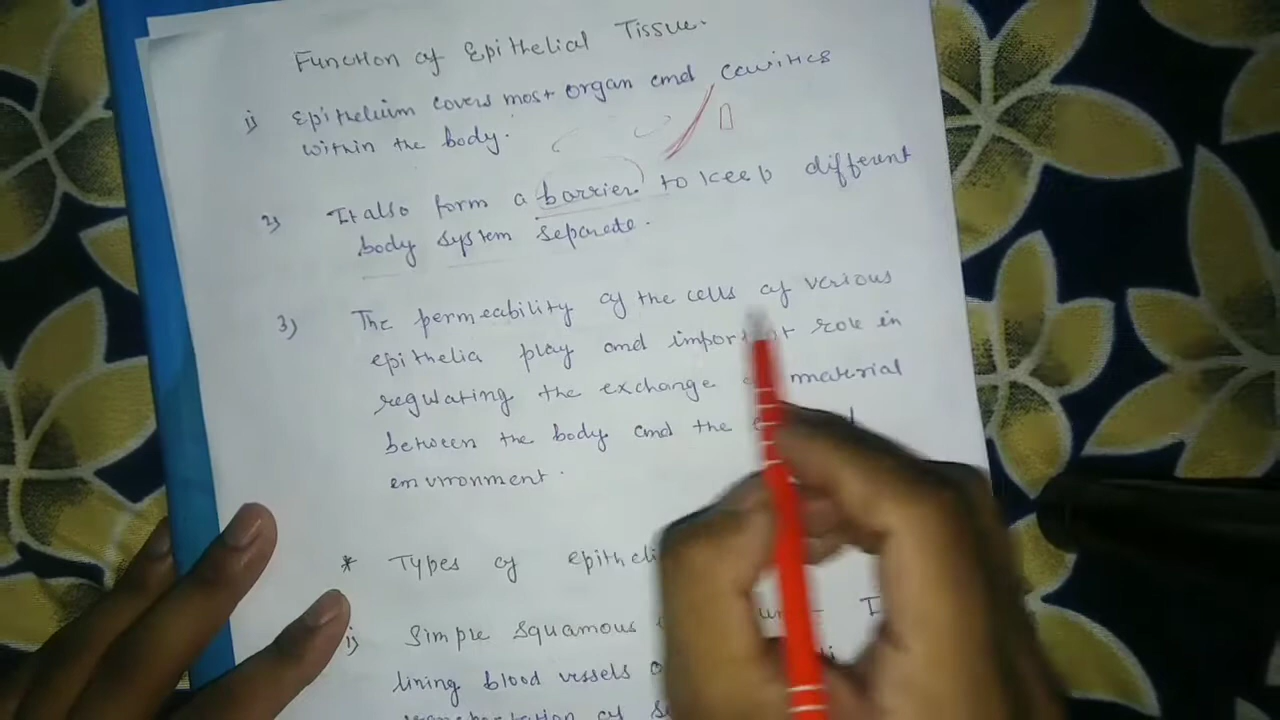 Function of Epithelial Tissue.
1) Epithelium covers most organ and cavities
within the body.
2) It also form a barrier to keep different
body system separate.
3) The permeability of the cells of various
epithelia play and important role in
regulating the exchange material
between the body and the
environment.
* Types of
1) Simple Squamous
lining blood vessels
of